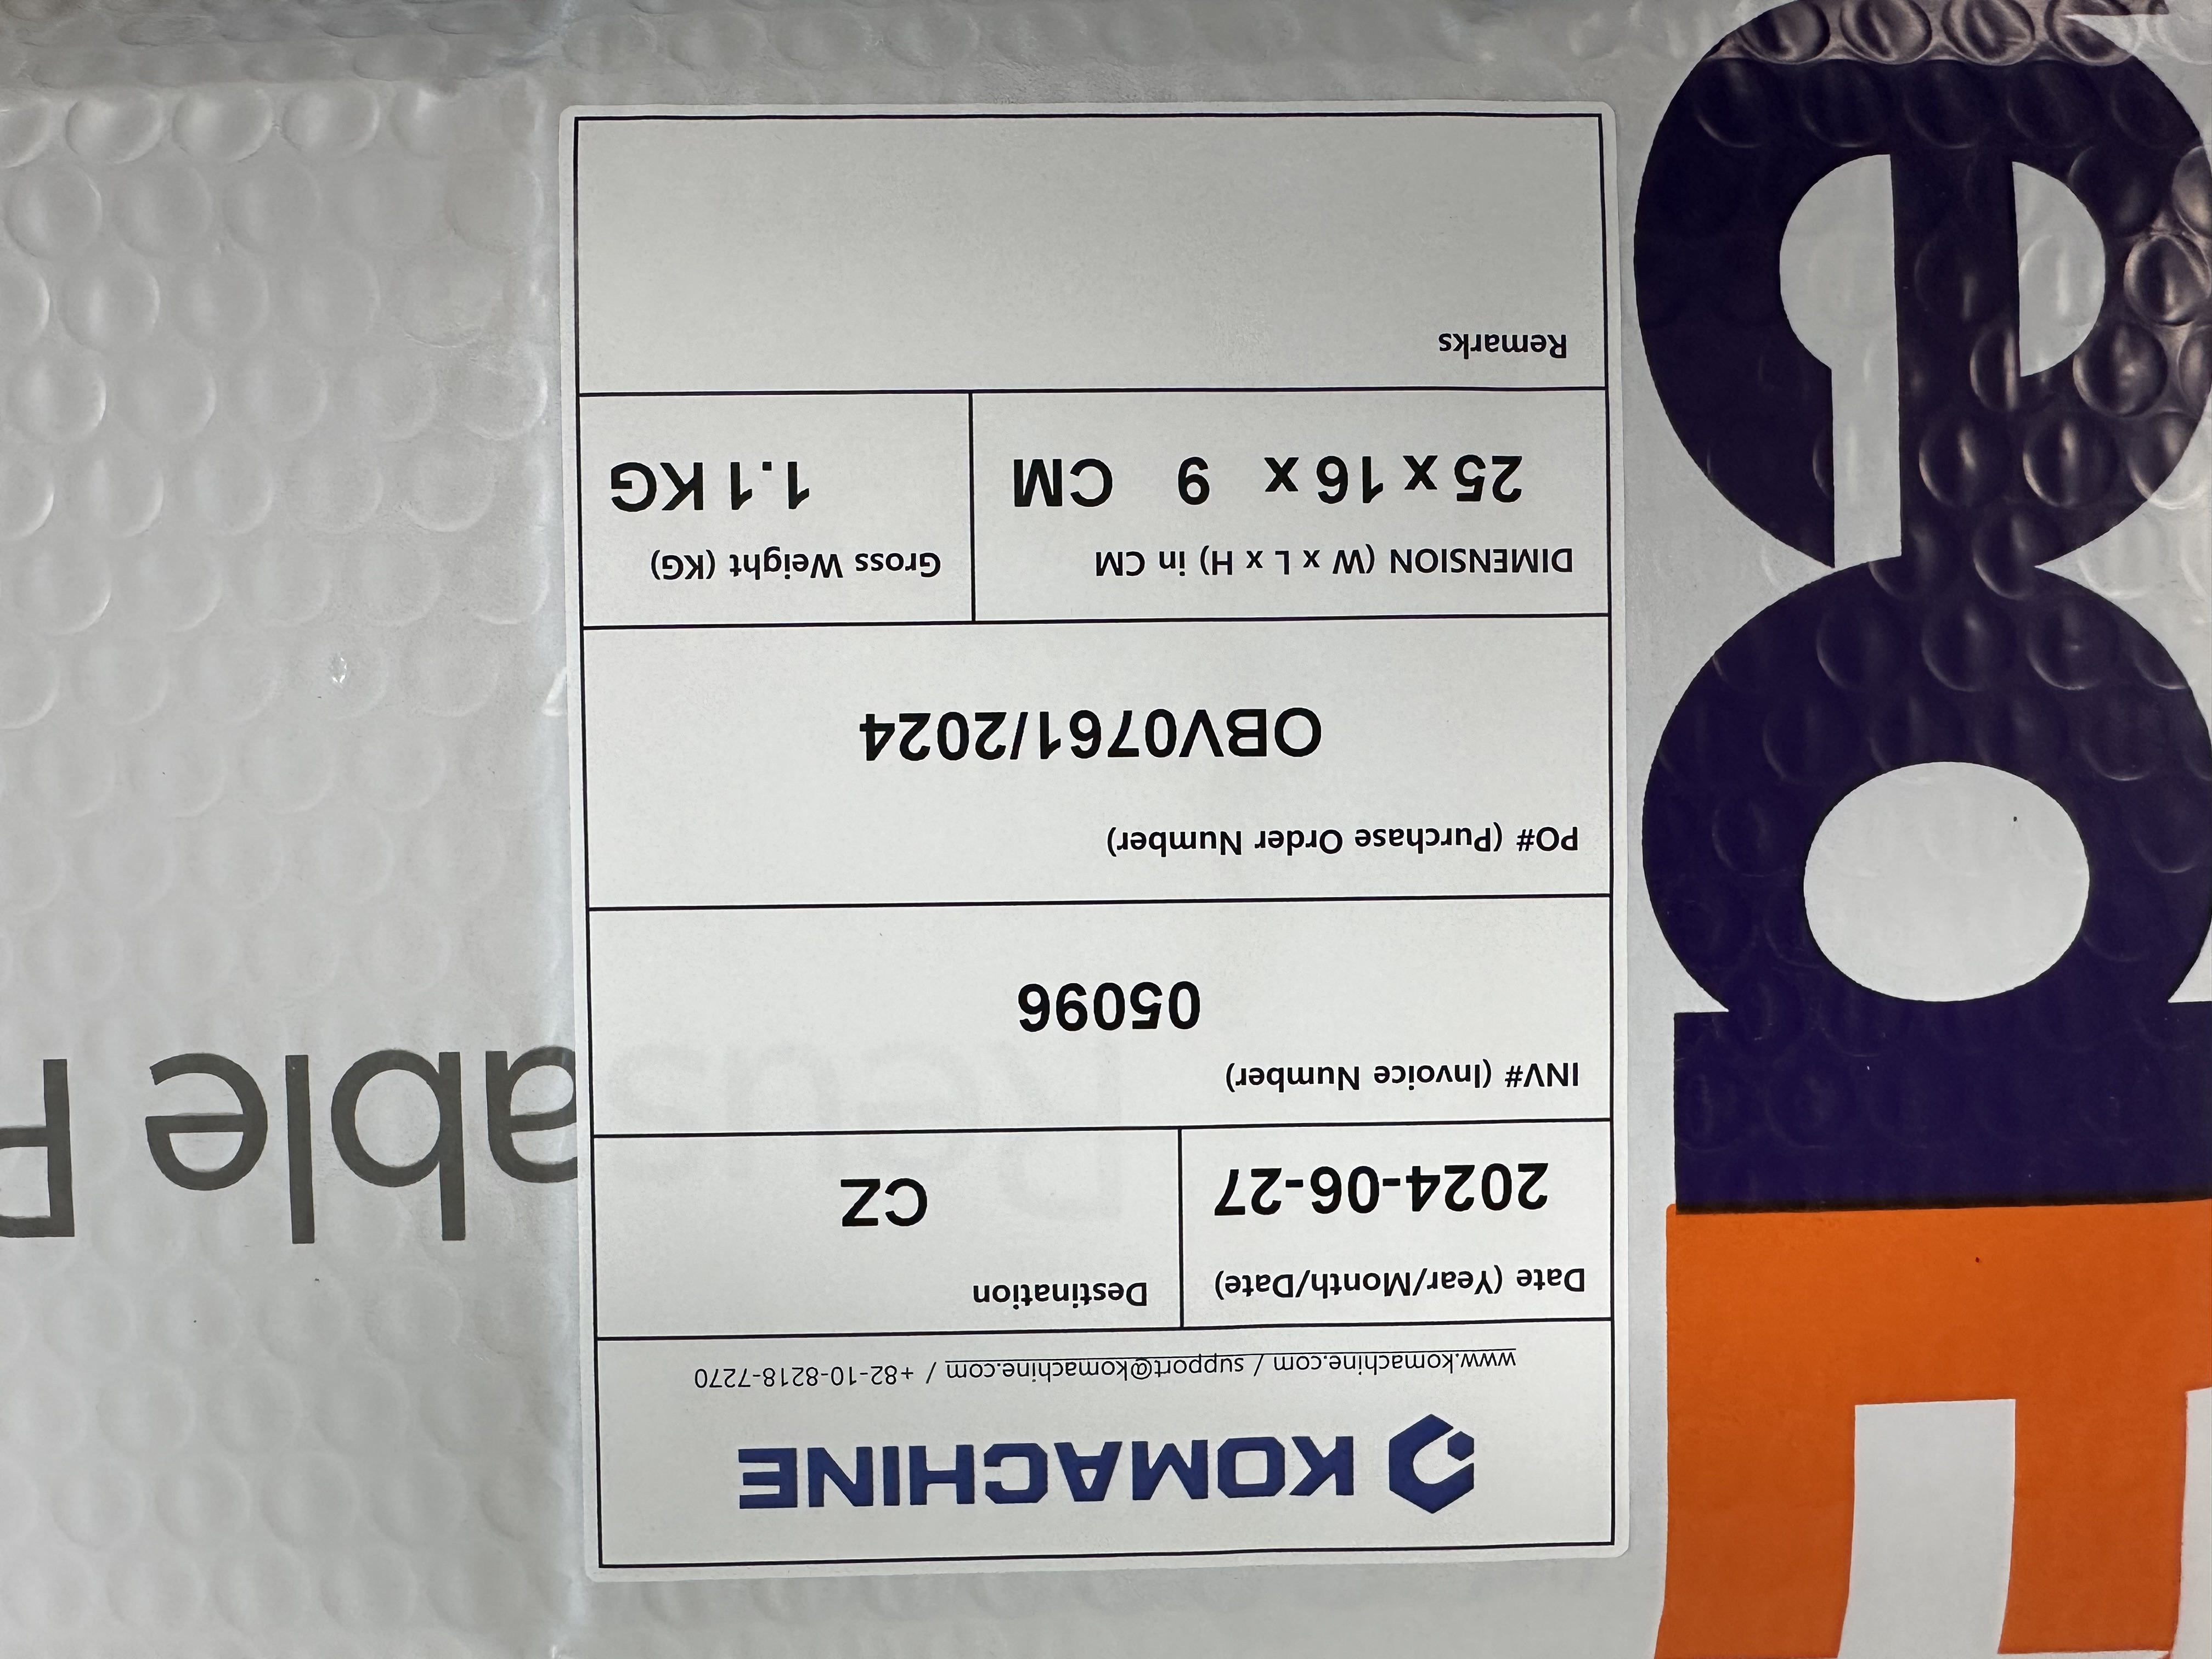 KOMACHINE
www.komachine.com / support@komachine.com / +82-10-8218-7270
Date (Year/Month/Date)
2024-06-27
Destination
CZ
INV# (Invoice Number)
05096
PO# (Purchase Order Number)
OBV0761/2024
DIMENSION (W x L x H) in CM
25 x 16 x 9 CM
Gross Weight (KG)
1.1 KG
Remarks